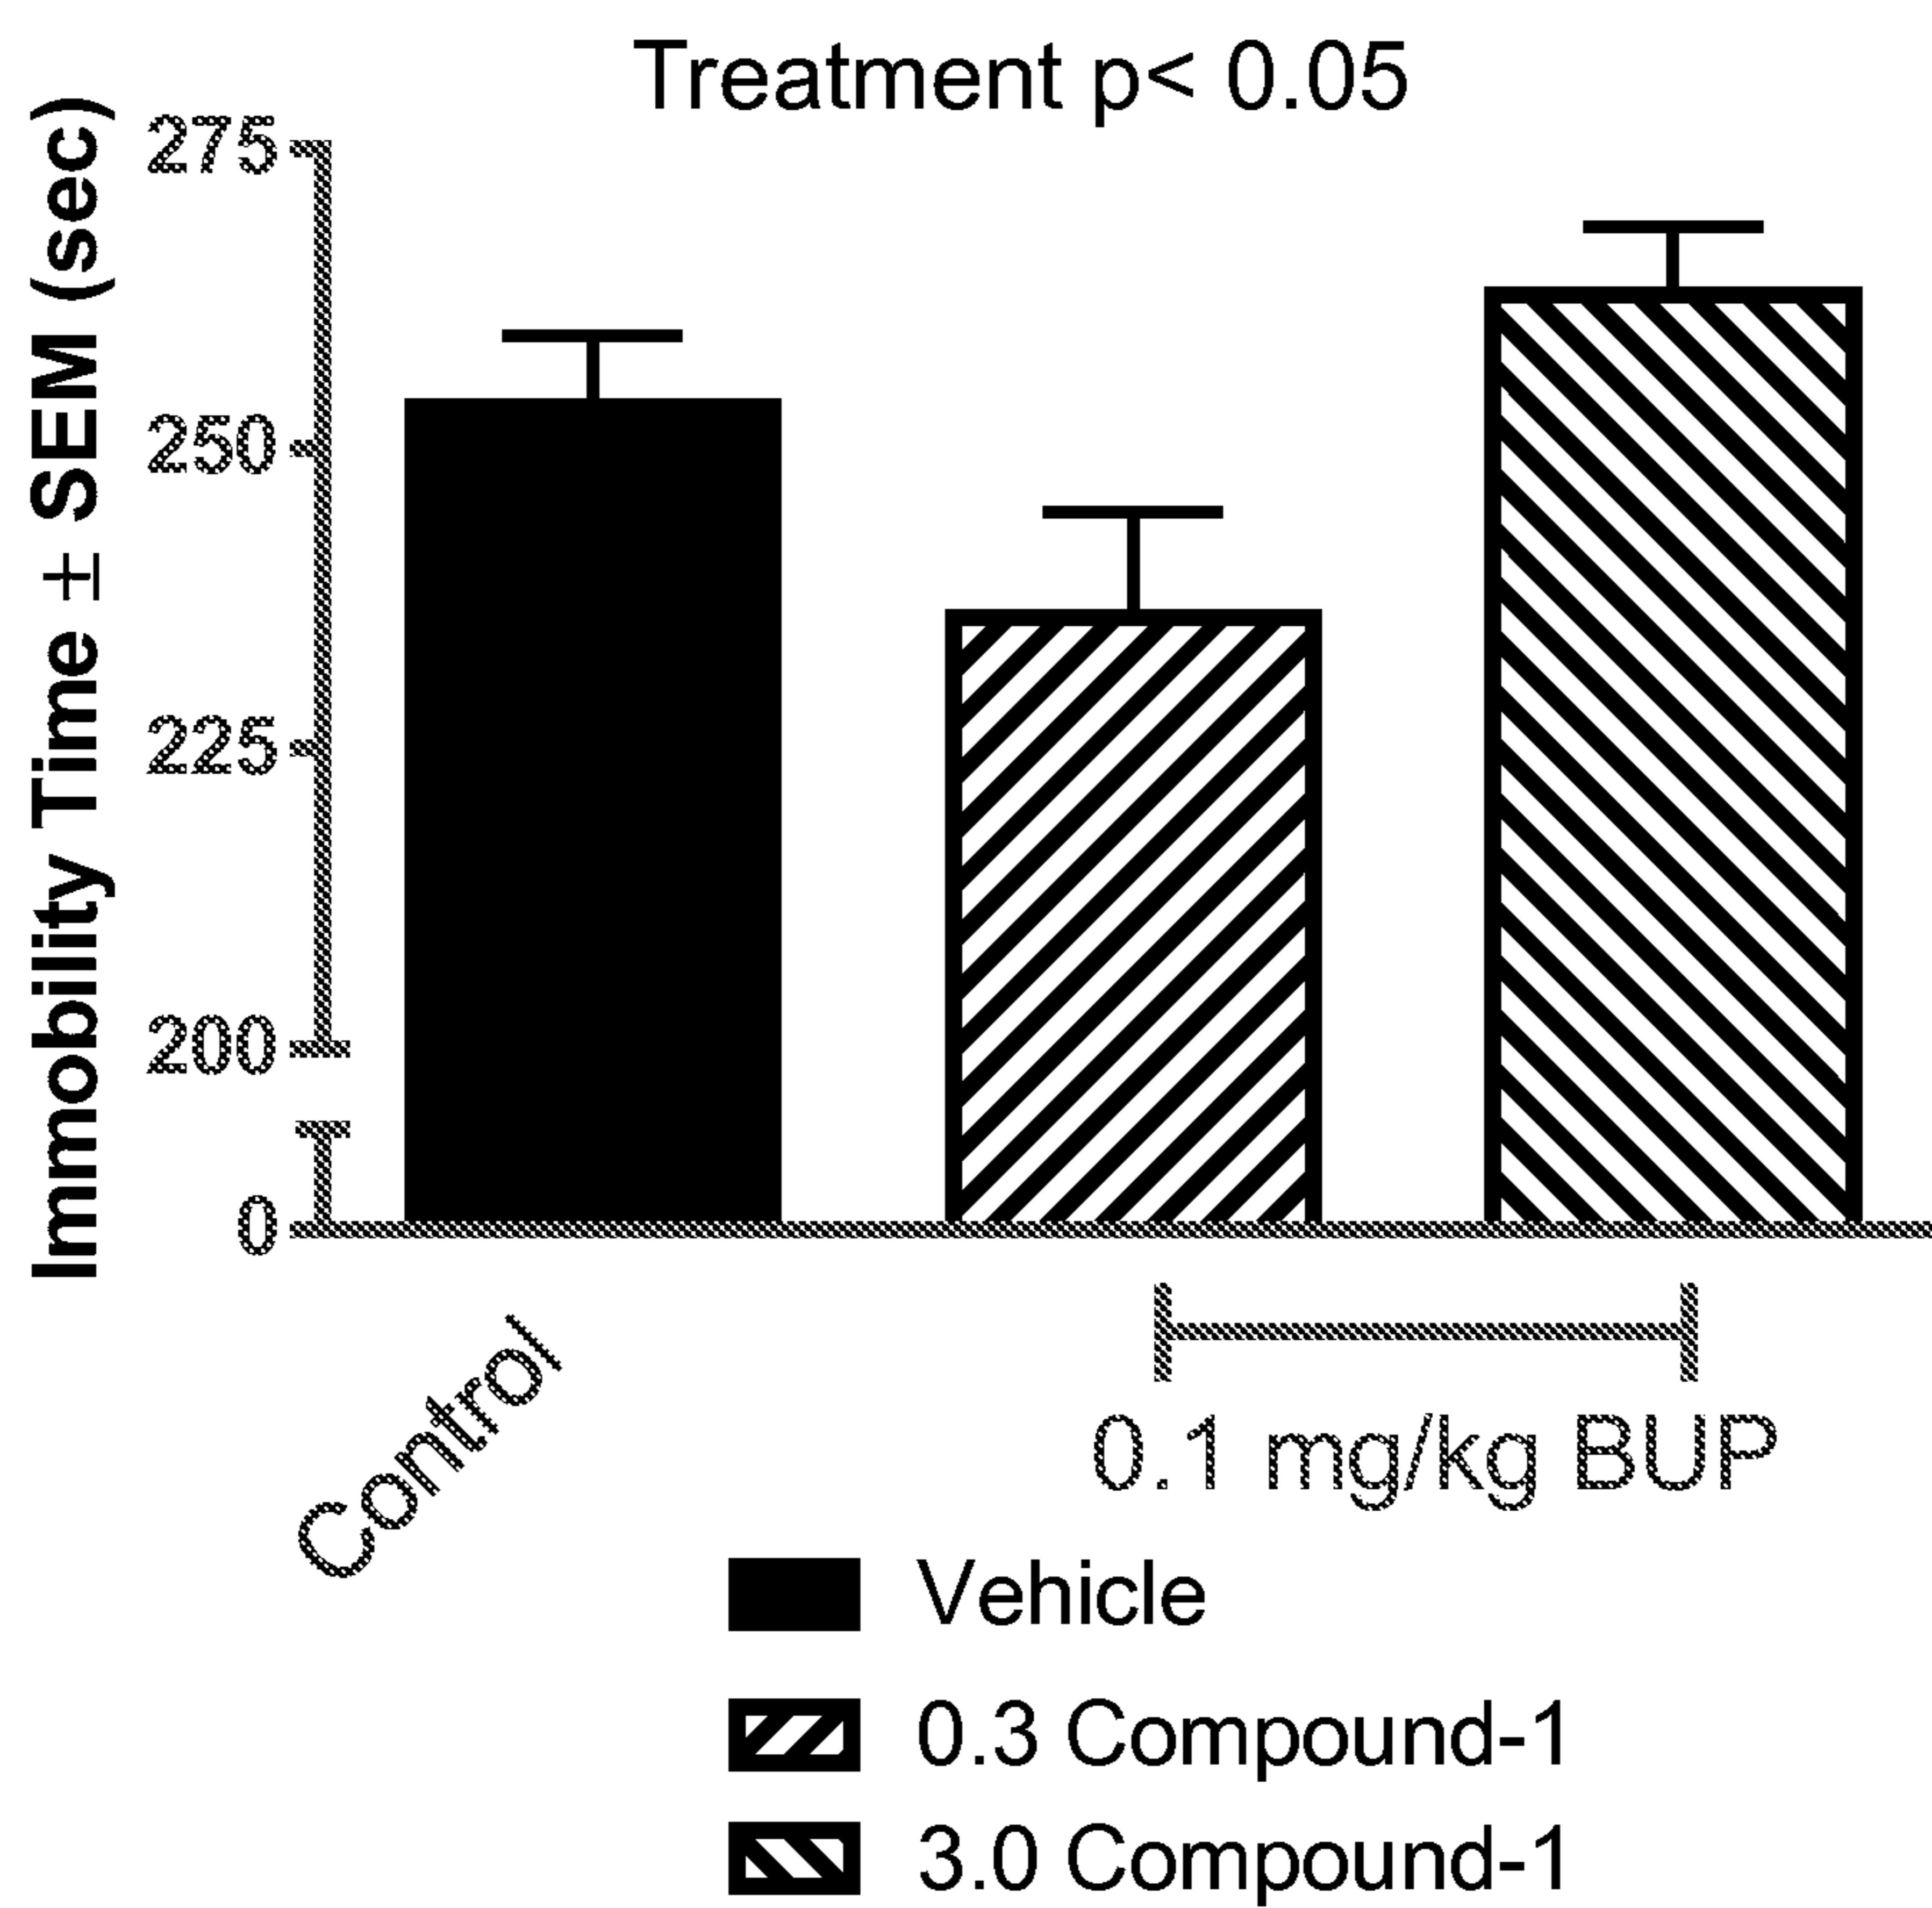 Treatment p< 0.05
Immobility Time ± SEM (sec)
275
250
225
200
0
Control
0.1 mg/kg BUP
Vehicle
0.3 Compound-1
3.0 Compound-1